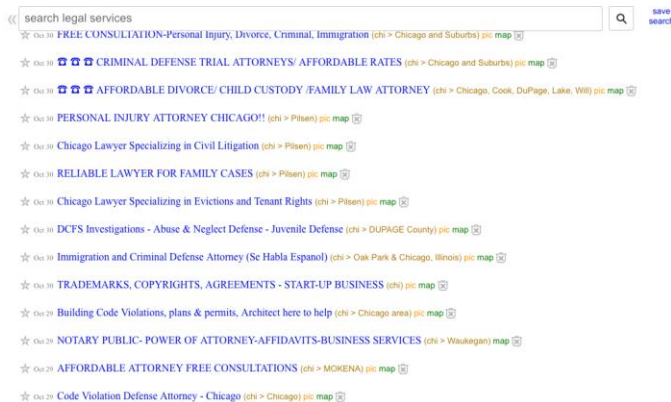 « search legal services save search
Oct 30 FREE CONSULTATION-Personal Injury, Divorce, Criminal, Immigration (chi > Chicago and Suburbs) pic map
Oct 30 ☎ ☎ ☎ CRIMINAL DEFENSE TRIAL ATTORNEYS/ AFFORDABLE RATES (chi > Chicago and Suburbs) pic map
Oct 30 ☎ ☎ ☎ AFFORDABLE DIVORCE/ CHILD CUSTODY /FAMILY LAW ATTORNEY (chi > Chicago, Cook, DuPage, Lake, Will) pic map
Oct 30 PERSONAL INJURY ATTORNEY CHICAGO!! (chi > Pilsen) pic map
Oct 30 Chicago Lawyer Specializing in Civil Litigation (chi > Pilsen) pic map
Oct 30 RELIABLE LAWYER FOR FAMILY CASES (chi > Pilsen) pic map
Oct 30 Chicago Lawyer Specializing in Evictions and Tenant Rights (chi > Pilsen) pic map
Oct 30 DCFS Investigations - Abuse & Neglect Defense - Juvenile Defense (chi > DUPAGE County) pic map
Oct 30 Immigration and Criminal Defense Attorney (Se Habla Espanol) (chi > Oak Park & Chicago, Illinois) pic map
Oct 30 TRADEMARKS, COPYRIGHTS, AGREEMENTS - START-UP BUSINESS (chi) pic map
Oct 29 Building Code Violations, plans & permits, Architect here to help (chi > Chicago area) pic map
Oct 29 NOTARY PUBLIC- POWER OF ATTORNEY-AFFIDAVITS-BUSINESS SERVICES (chi > Waukegan) map
Oct 29 AFFORDABLE ATTORNEY FREE CONSULTATIONS (chi > MOKENA) pic map
Oct 29 Code Violation Defense Attorney - Chicago (chi > Chicago) pic map